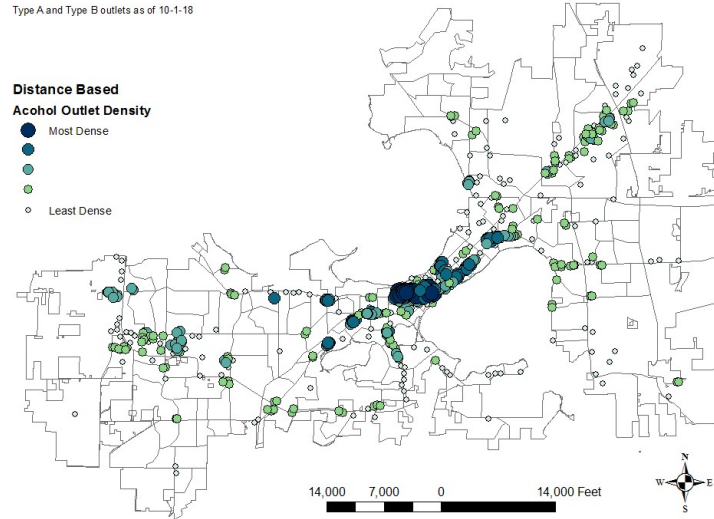 Type A and Type B outlets as of 10-1-18
Distance Based
Acohol Outlet Density
Most Dense
Least Dense
N
W E
S
14,000 7,000 0 14,000 Feet